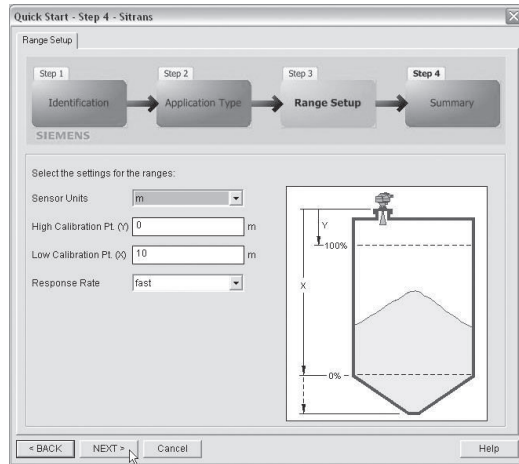 Quick Start - Step 4 - Sitrans
Range Setup
Step 1
Step 2
Step 3
Step 4
Identification
Application Type
Range Setup
Summary
SIEMENS
Select the settings for the ranges:
Sensor Units m
High Calibration Pt. (Y) 0 m
Low Calibration Pt. (X) 10 m
Response Rate fast
Y
100%
X
0%
< BACK
NEXT >
Cancel
Help